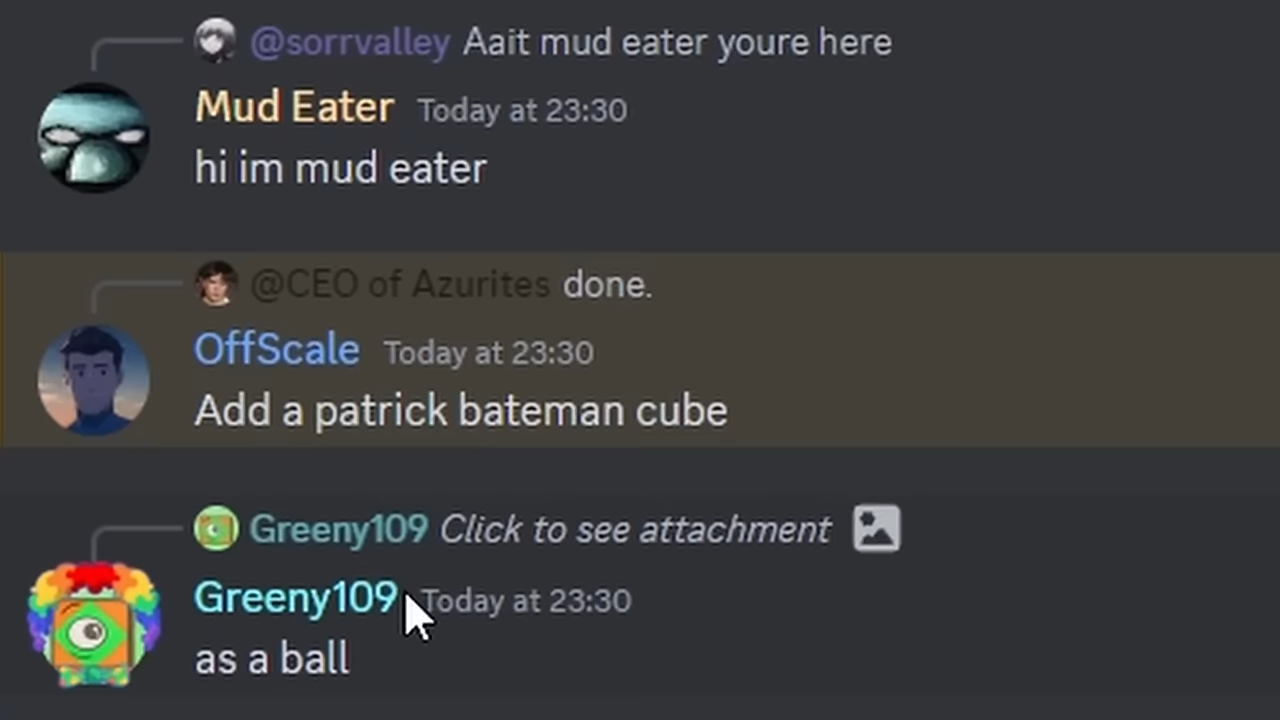 @sorrvalley Aait mud eater youre here
Mud Eater Today at 23:30
hi im mud eater
@CEO of Azurites done.
OffScale Today at 23:30
Add a patrick bateman cube
Greeny109 Click to see attachment
Greeny109 Today at 23:30
as a ball